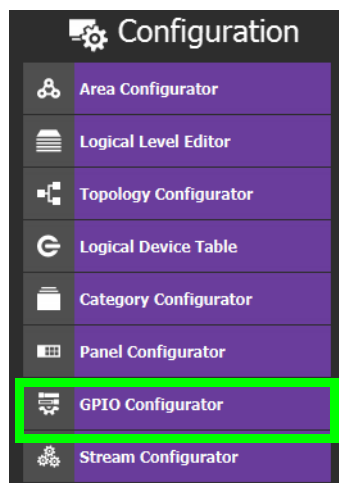 Configuration
Area Configurator
Logical Level Editor
Topology Configurator
Logical Device Table
Category Configurator
Panel Configurator
GPIO Configurator
Stream Configurator